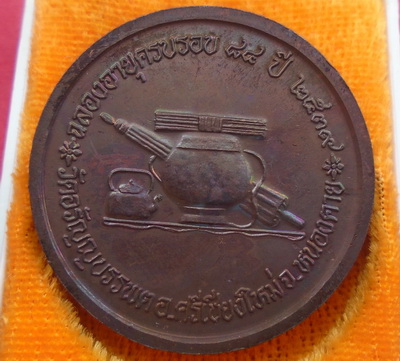 ฉลองอายุครบรอบ ๘๘ ปี ๒๕๓๙
วัดอรัญญบรรพต อ.ศรีเชียงใหม่ จ.หนองคาย